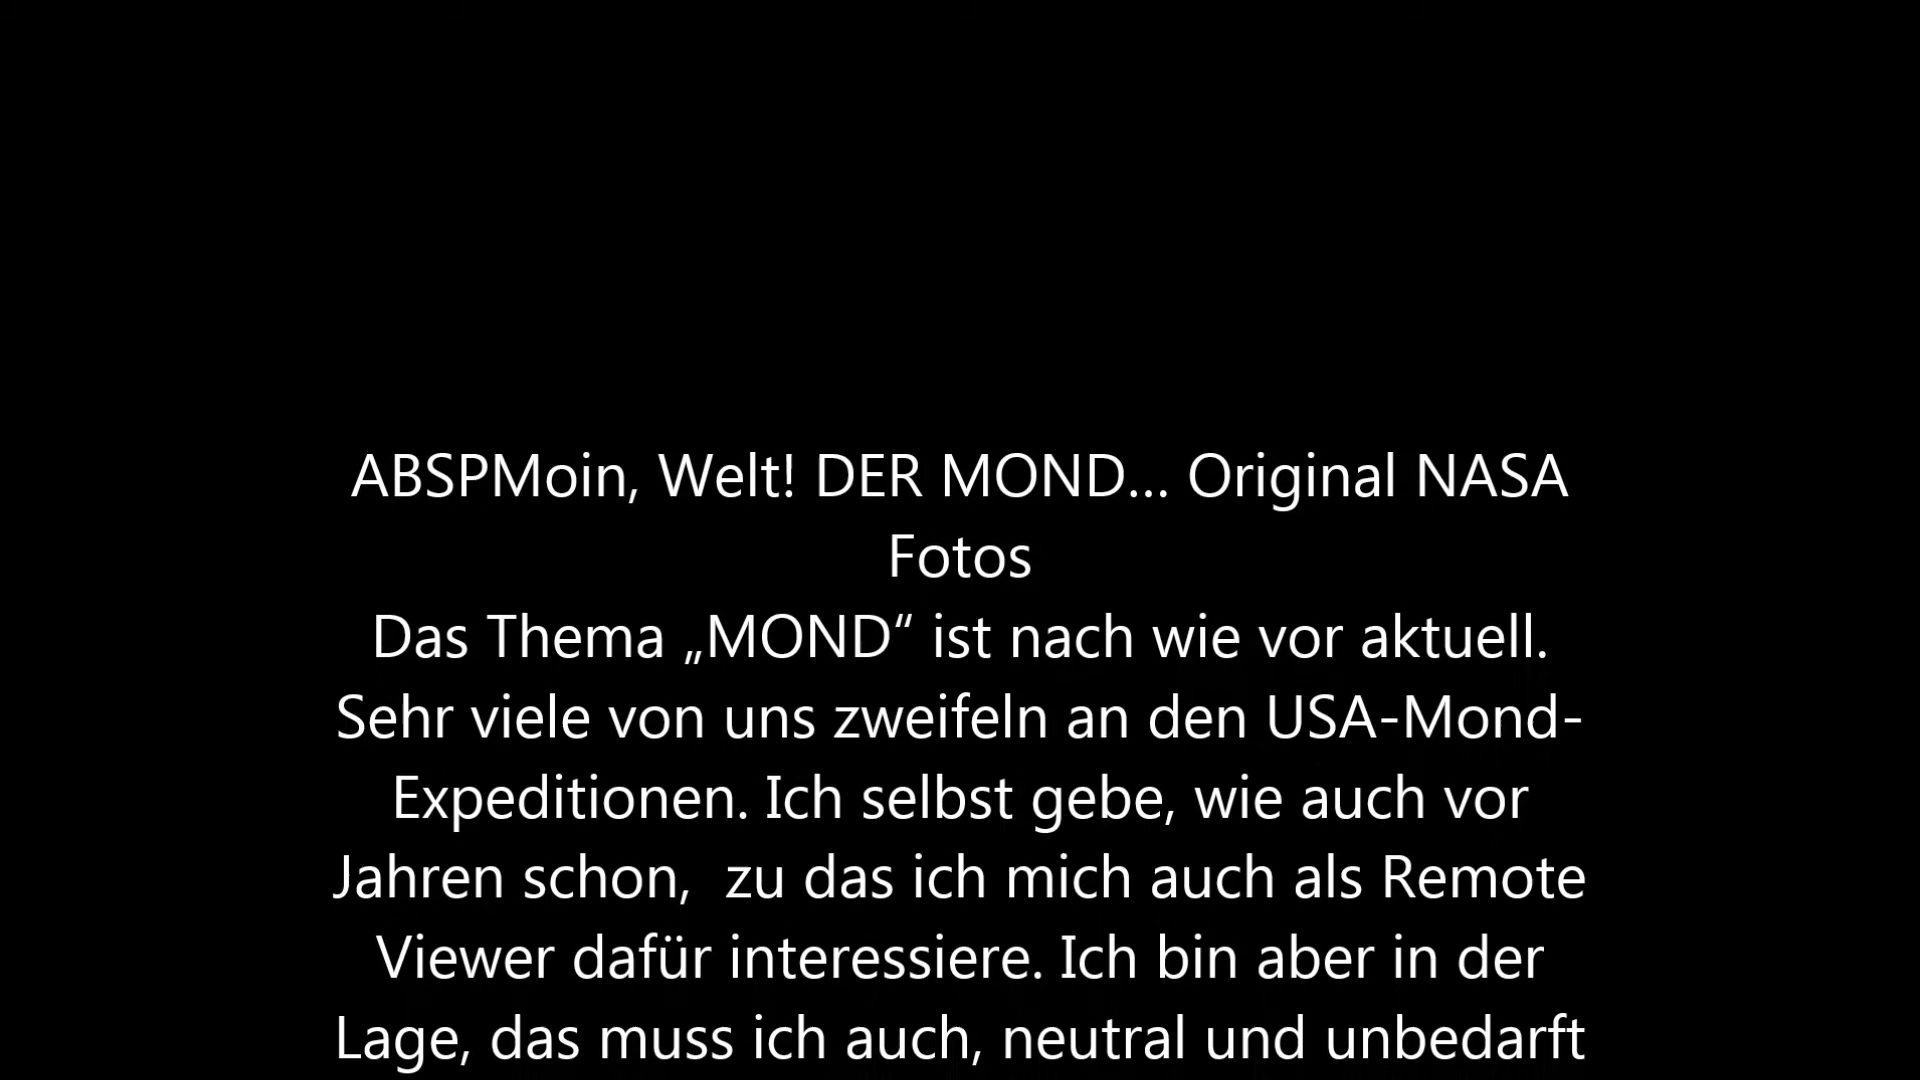 ABSPMoin, Welt! DER MOND... Original NASA
Fotos
Das Thema „MOND“ ist nach wie vor aktuell.
Sehr viele von uns zweifeln an den USA-Mond-
Expeditionen. Ich selbst gebe, wie auch vor
Jahren schon,  zu das ich mich auch als Remote
Viewer dafür interessiere. Ich bin aber in der
Lage, das muss ich auch, neutral und unbedarft